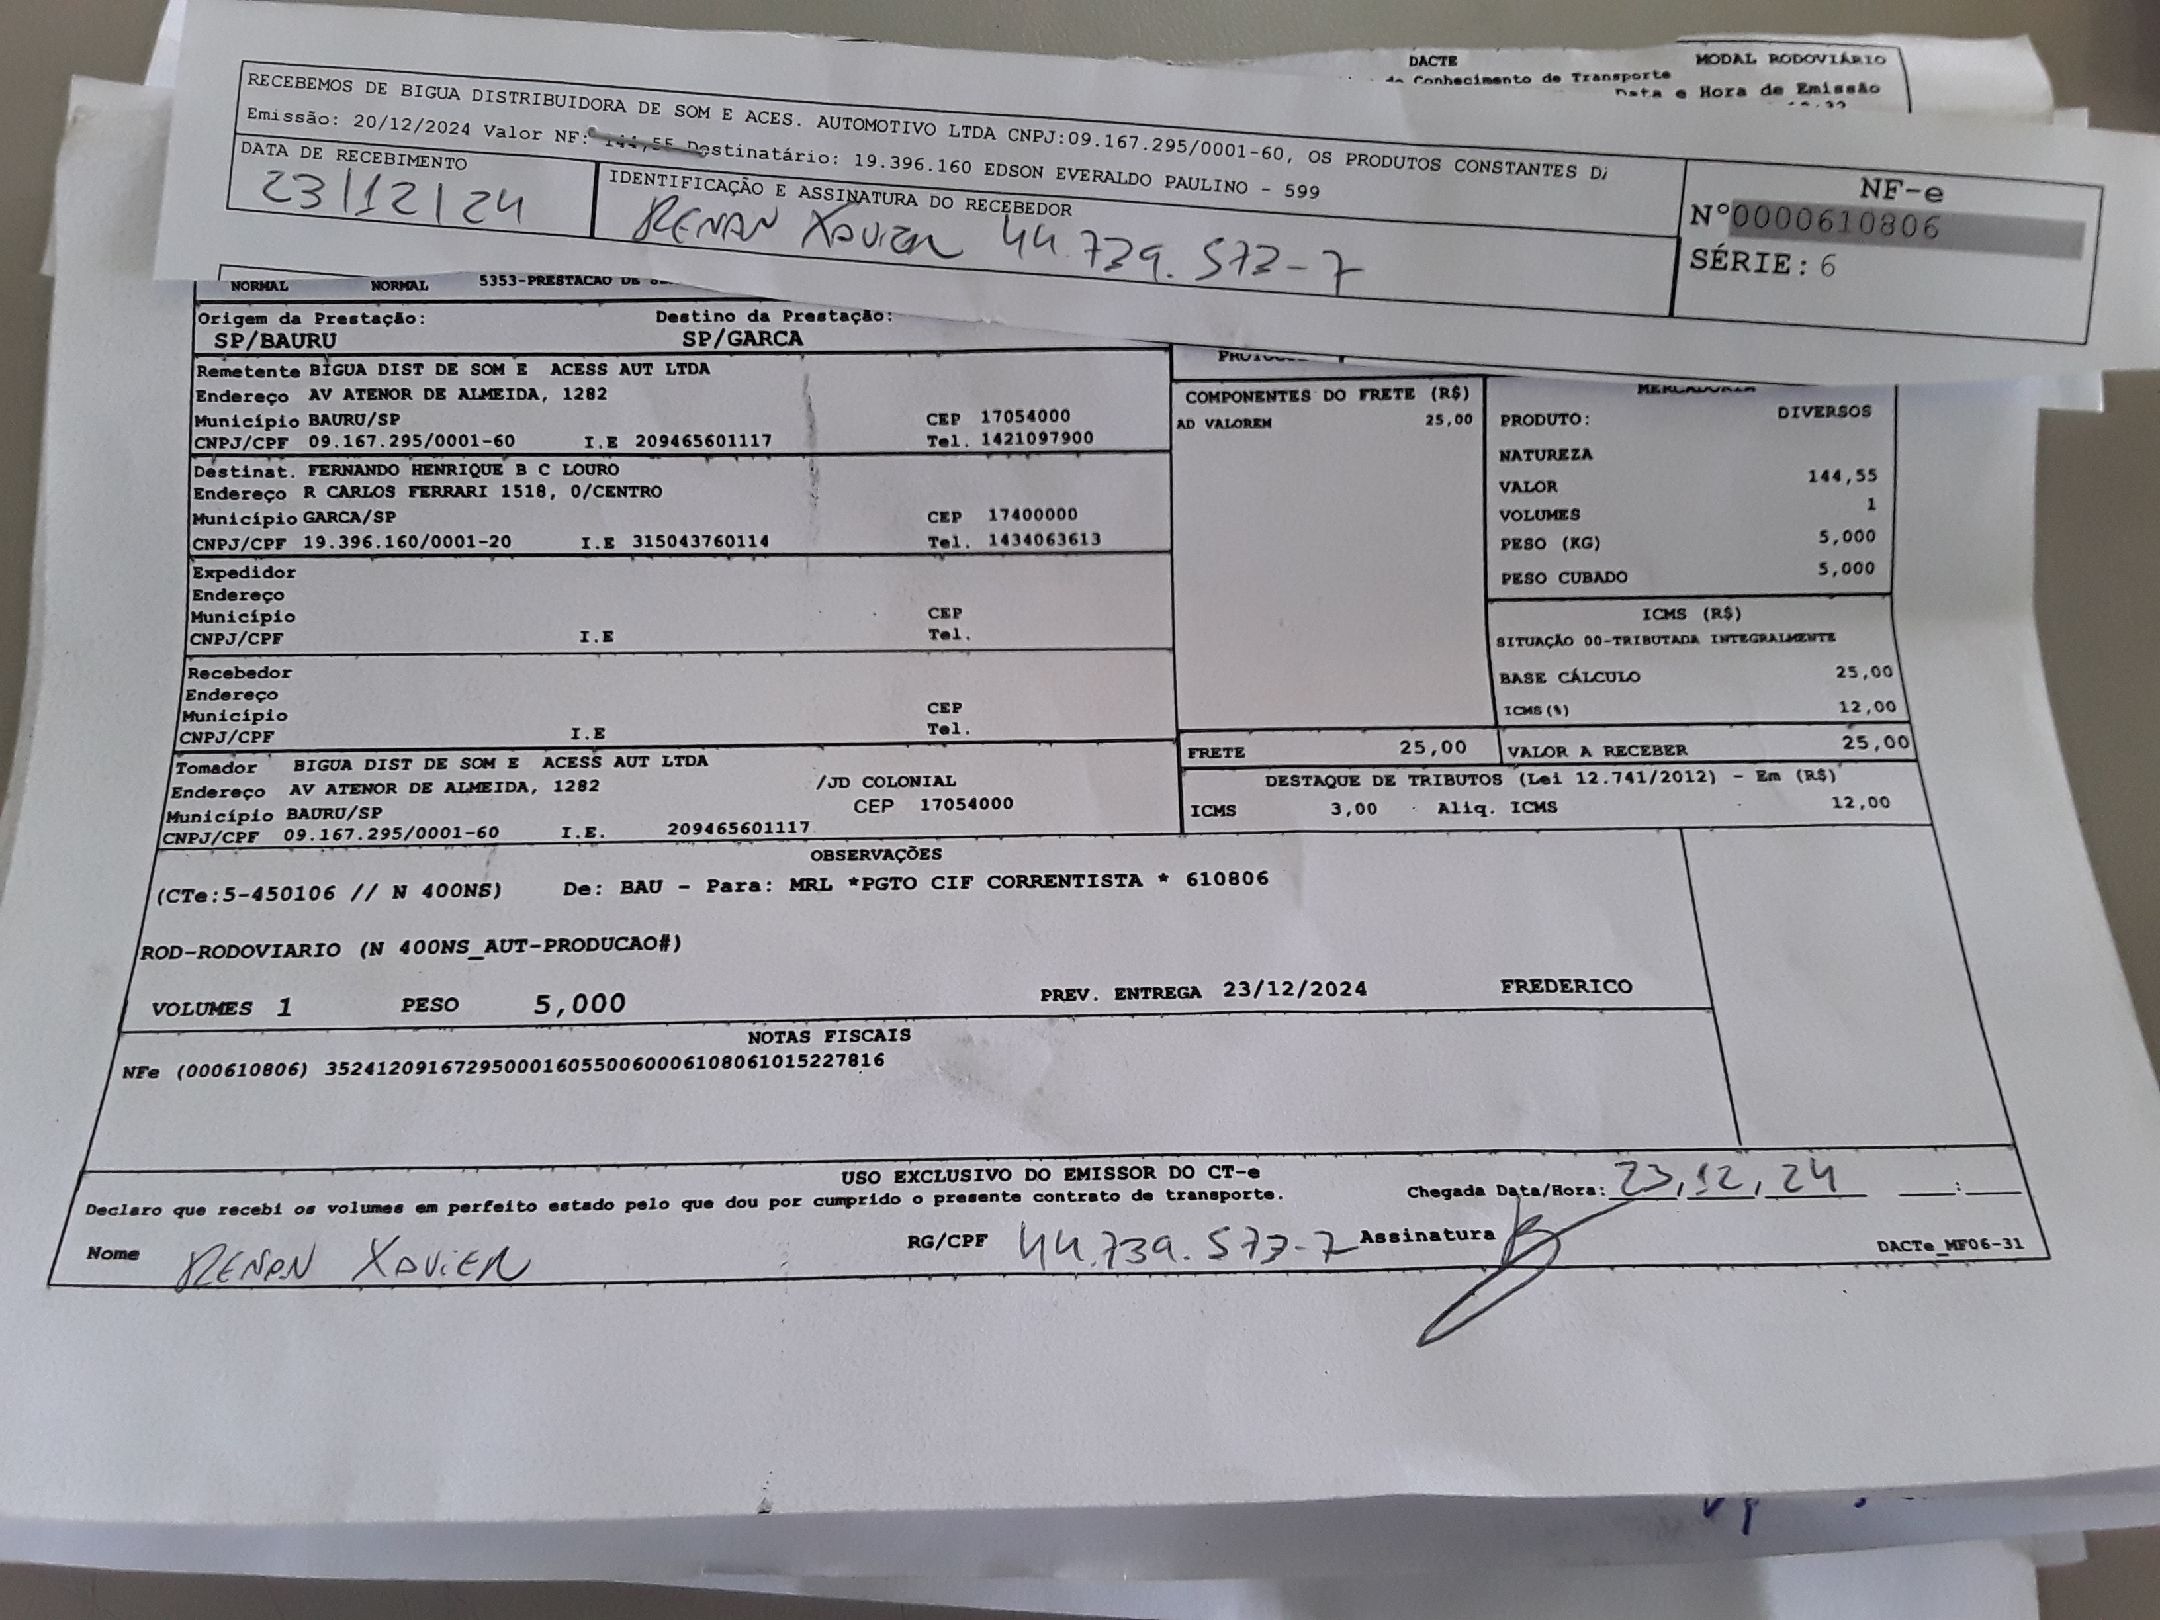 DACTE MODAL RODOVIÁRIO
Conhecimento de Transporte
Data e Hora de Emissão
RECEBEMOS DE BIGUA DISTRIBUIDORA DE SOM E ACES. AUTOMOTIVO LTDA CNPJ:09.167.295/0001-60, OS PRODUTOS CONSTANTES DA
Emissão: 20/12/2024 Valor NF: 144,55 Destinatário: 19.396.160 EDSON EVERALDO PAULINO - 599
DATA DE RECEBIMENTO
23/12/24
IDENTIFICAÇÃO E ASSINATURA DO RECEBEDOR
RENAN XAVIER 44.739.573-7
NF-e
Nº0000610806
SÉRIE: 6
NORMAL NORMAL 5353-PRESTACAO DE
Origem da Prestação: Destino da Prestação:
SP/BAURU SP/GARCA
Remetente BIGUA DIST DE SOM E ACESS AUT LTDA
Endereço AV ATENOR DE ALMEIDA, 1282
Município BAURU/SP CEP 17054000
CNPJ/CPF 09.167.295/0001-60 I.E 209465601117 Tel. 1421097900
Destinat. FERNANDO HENRIQUE B C LOURO
Endereço R CARLOS FERRARI 1518, 0/CENTRO
Município GARCA/SP CEP 17400000
CNPJ/CPF 19.396.160/0001-20 I.E 315043760114 Tel. 1434063613
Expedidor
Endereço
Município CEP
CNPJ/CPF I.E Tel.
Recebedor
Endereço
Município CEP
CNPJ/CPF I.E Tel.
Tomador BIGUA DIST DE SOM E ACESS AUT LTDA
Endereço AV ATENOR DE ALMEIDA, 1282 /JD COLONIAL
Município BAURU/SP CEP 17054000
CNPJ/CPF 09.167.295/0001-60 I.E. 209465601117
COMPONENTES DO FRETE (R$)
AD VALOREM 25,00
FRETE 25,00
MERCADORIA
PRODUTO: DIVERSOS
NATUREZA
VALOR 144,55
VOLUMES 1
PESO (KG) 5,000
PESO CUBADO 5,000
ICMS (R$)
SITUAÇÃO 00-TRIBUTADA INTEGRALMENTE
BASE CÁLCULO 25,00
ICMS(%) 12,00
VALOR A RECEBER 25,00
DESTAQUE DE TRIBUTOS (Lei 12.741/2012) - Em (R$)
ICMS 3,00 Aliq. ICMS 12,00
OBSERVAÇÕES
(CTe:5-450106 // N 400NS) De: BAU - Para: MRL *PGTO CIF CORRENTISTA * 610806
ROD-RODOVIARIO (N 400NS_AUT-PRODUCAO#)
VOLUMES 1 PESO 5,000 PREV. ENTREGA 23/12/2024 FREDERICO
NOTAS FISCAIS
NFe (000610806) 35241209167295000160550060006108061015227816
USO EXCLUSIVO DO EMISSOR DO CT-e
Declaro que recebi os volumes em perfeito estado pelo que dou por cumprido o presente contrato de transporte. Chegada Data/Hora: 23,12,24 __:__
Nome RENAN XAVIER RG/CPF 44.739.573-7 Assinatura
DACTe_MF06-31